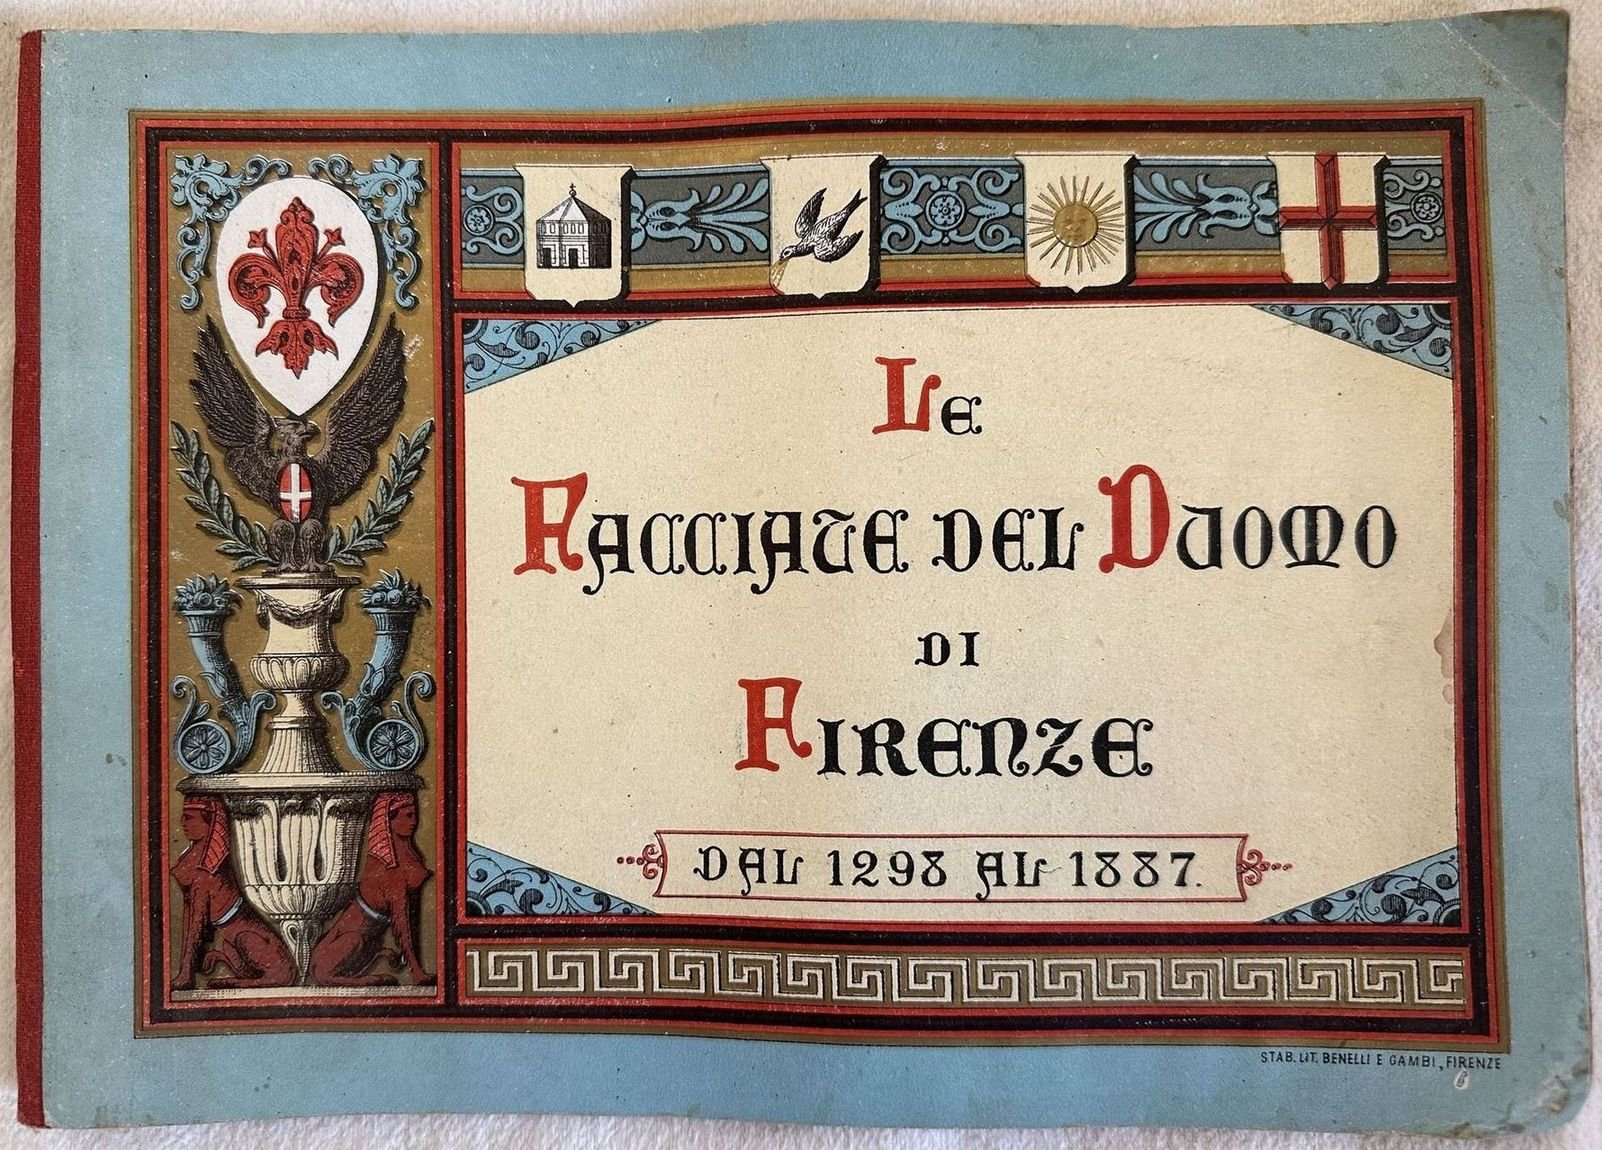 Le
Facciate del Duomo
di
Firenze
dal 1298 al 1887.
STAB. LIT. BENELLI E GAMBI, FIRENZE